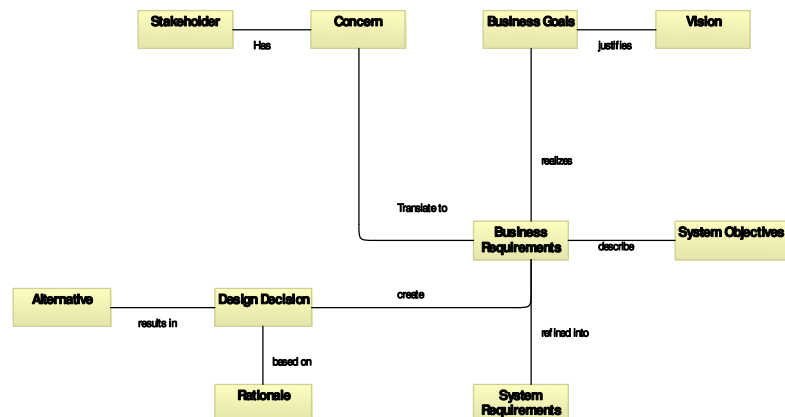 Stakeholder
Concern
Business Goals
Vision
Has
justifies
realizes
Translate to
Business
Requirements
System Objectives
describe
Alternative
Design Decision
create
results in
refined into
based on
Rationale
System
Requirements